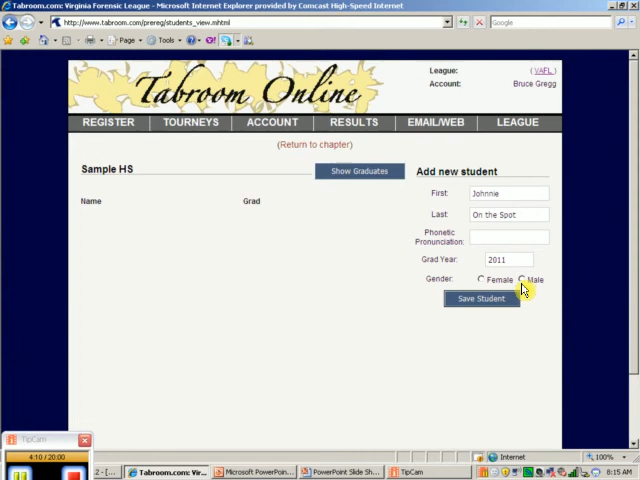 Tabroom.com: Virginia Forensic League - Microsoft Internet Explorer provided by Comcast High-Speed Internet
http://www.tabroom.com/prereg/students_view.mhtml
Google
Page
Tools
Tabroom Online
League: ( VAFL )
Account: Bruce Gregg
REGISTER TOURNEYS ACCOUNT RESULTS EMAIL/WEB LEAGUE
(Return to chapter)
Sample HS
Show Graduates
Name Grad
Add new student
First: Johnnie
Last: On the Spot
Phonetic
Pronunciation:
Grad Year: 2011
Gender: Female Male
Save Student
TipCam
4:10 / 20:00
Internet
100%
2 - [...
Tabroom.com: Vir...
Microsoft PowerPoin...
PowerPoint Slide Sh...
TipCam
8:15 AM